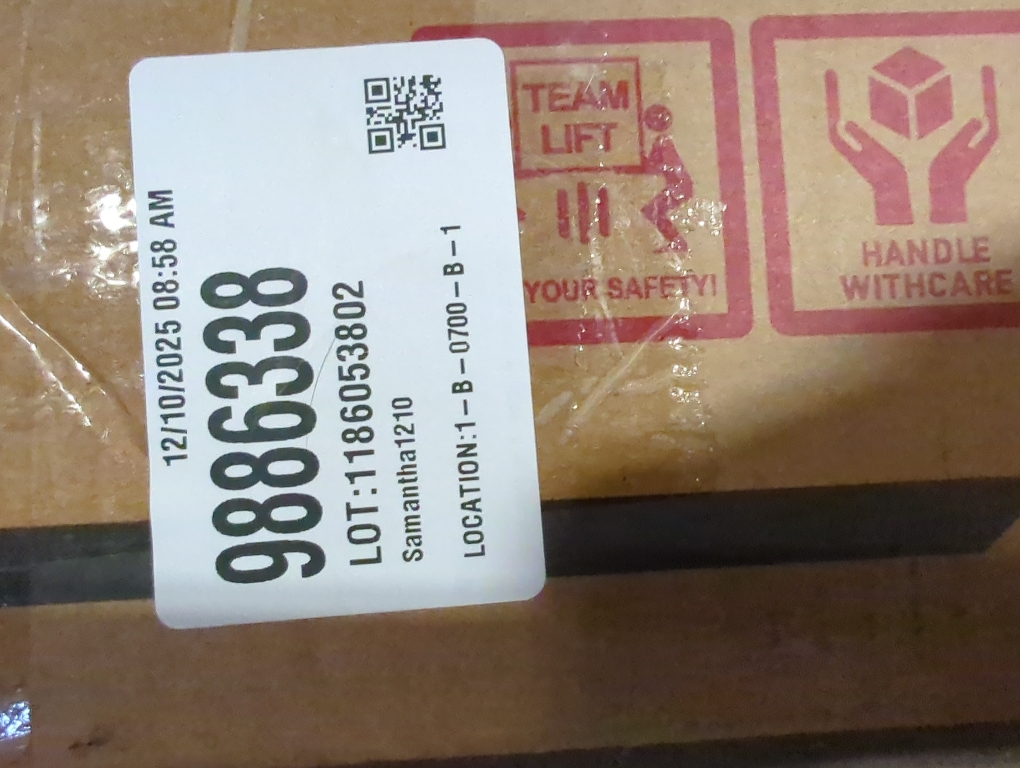 12/10/2025 08:58 AM
9886338
LOT:1186053802
Samantha1210
LOCATION:1-B-0700-B-1
TEAM
LIFT
YOUR SAFETY!
HANDLE
WITHCARE